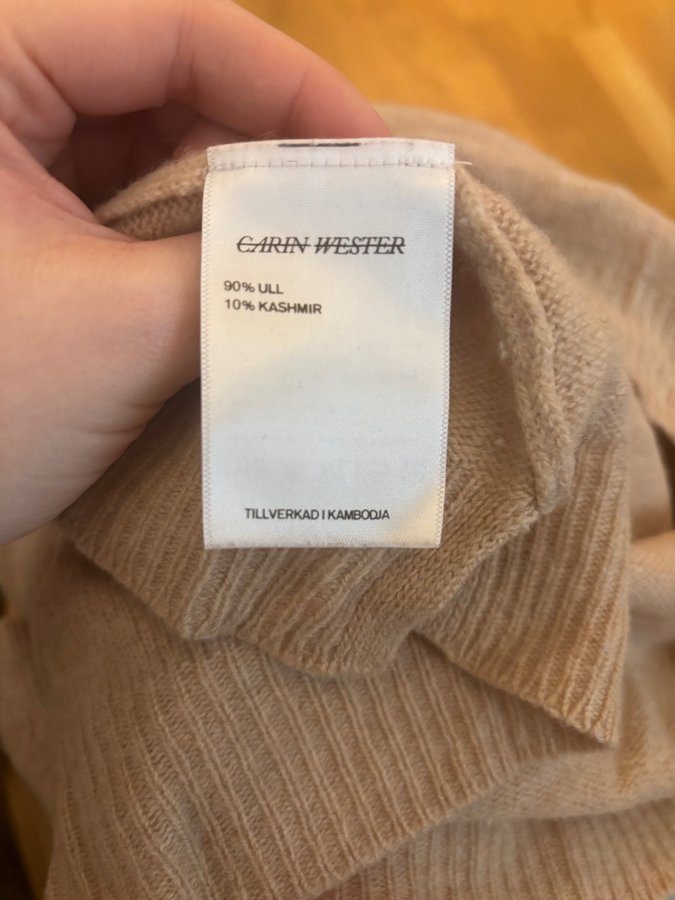 CARIN WESTER
90% ULL
10% KASHMIR
TILLVERKAD I KAMBODJA